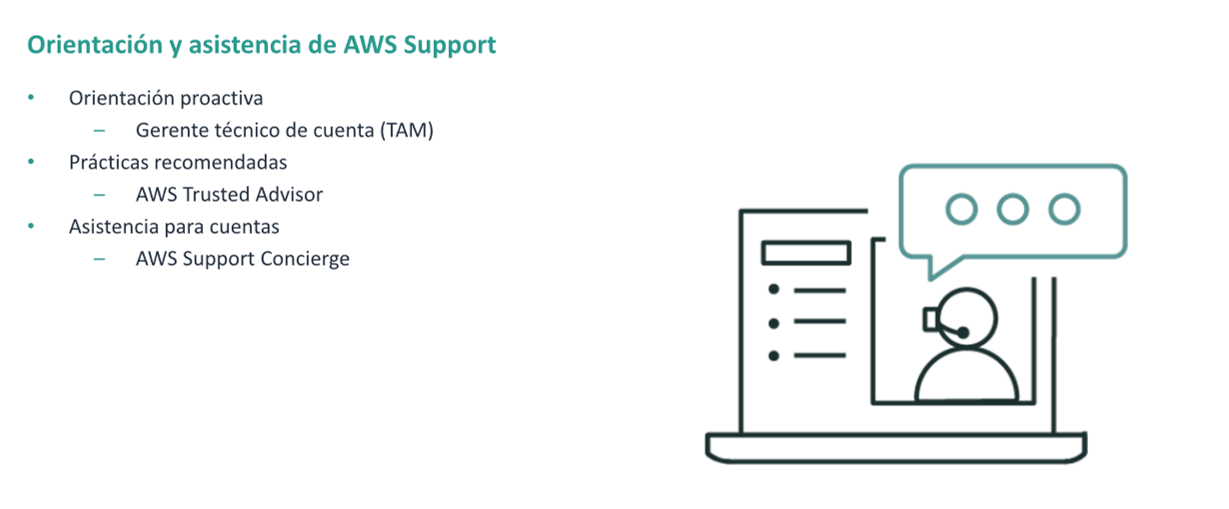 Orientación y asistencia de AWS Support
• Orientación proactiva
– Gerente técnico de cuenta (TAM)
• Prácticas recomendadas
– AWS Trusted Advisor
• Asistencia para cuentas
– AWS Support Concierge